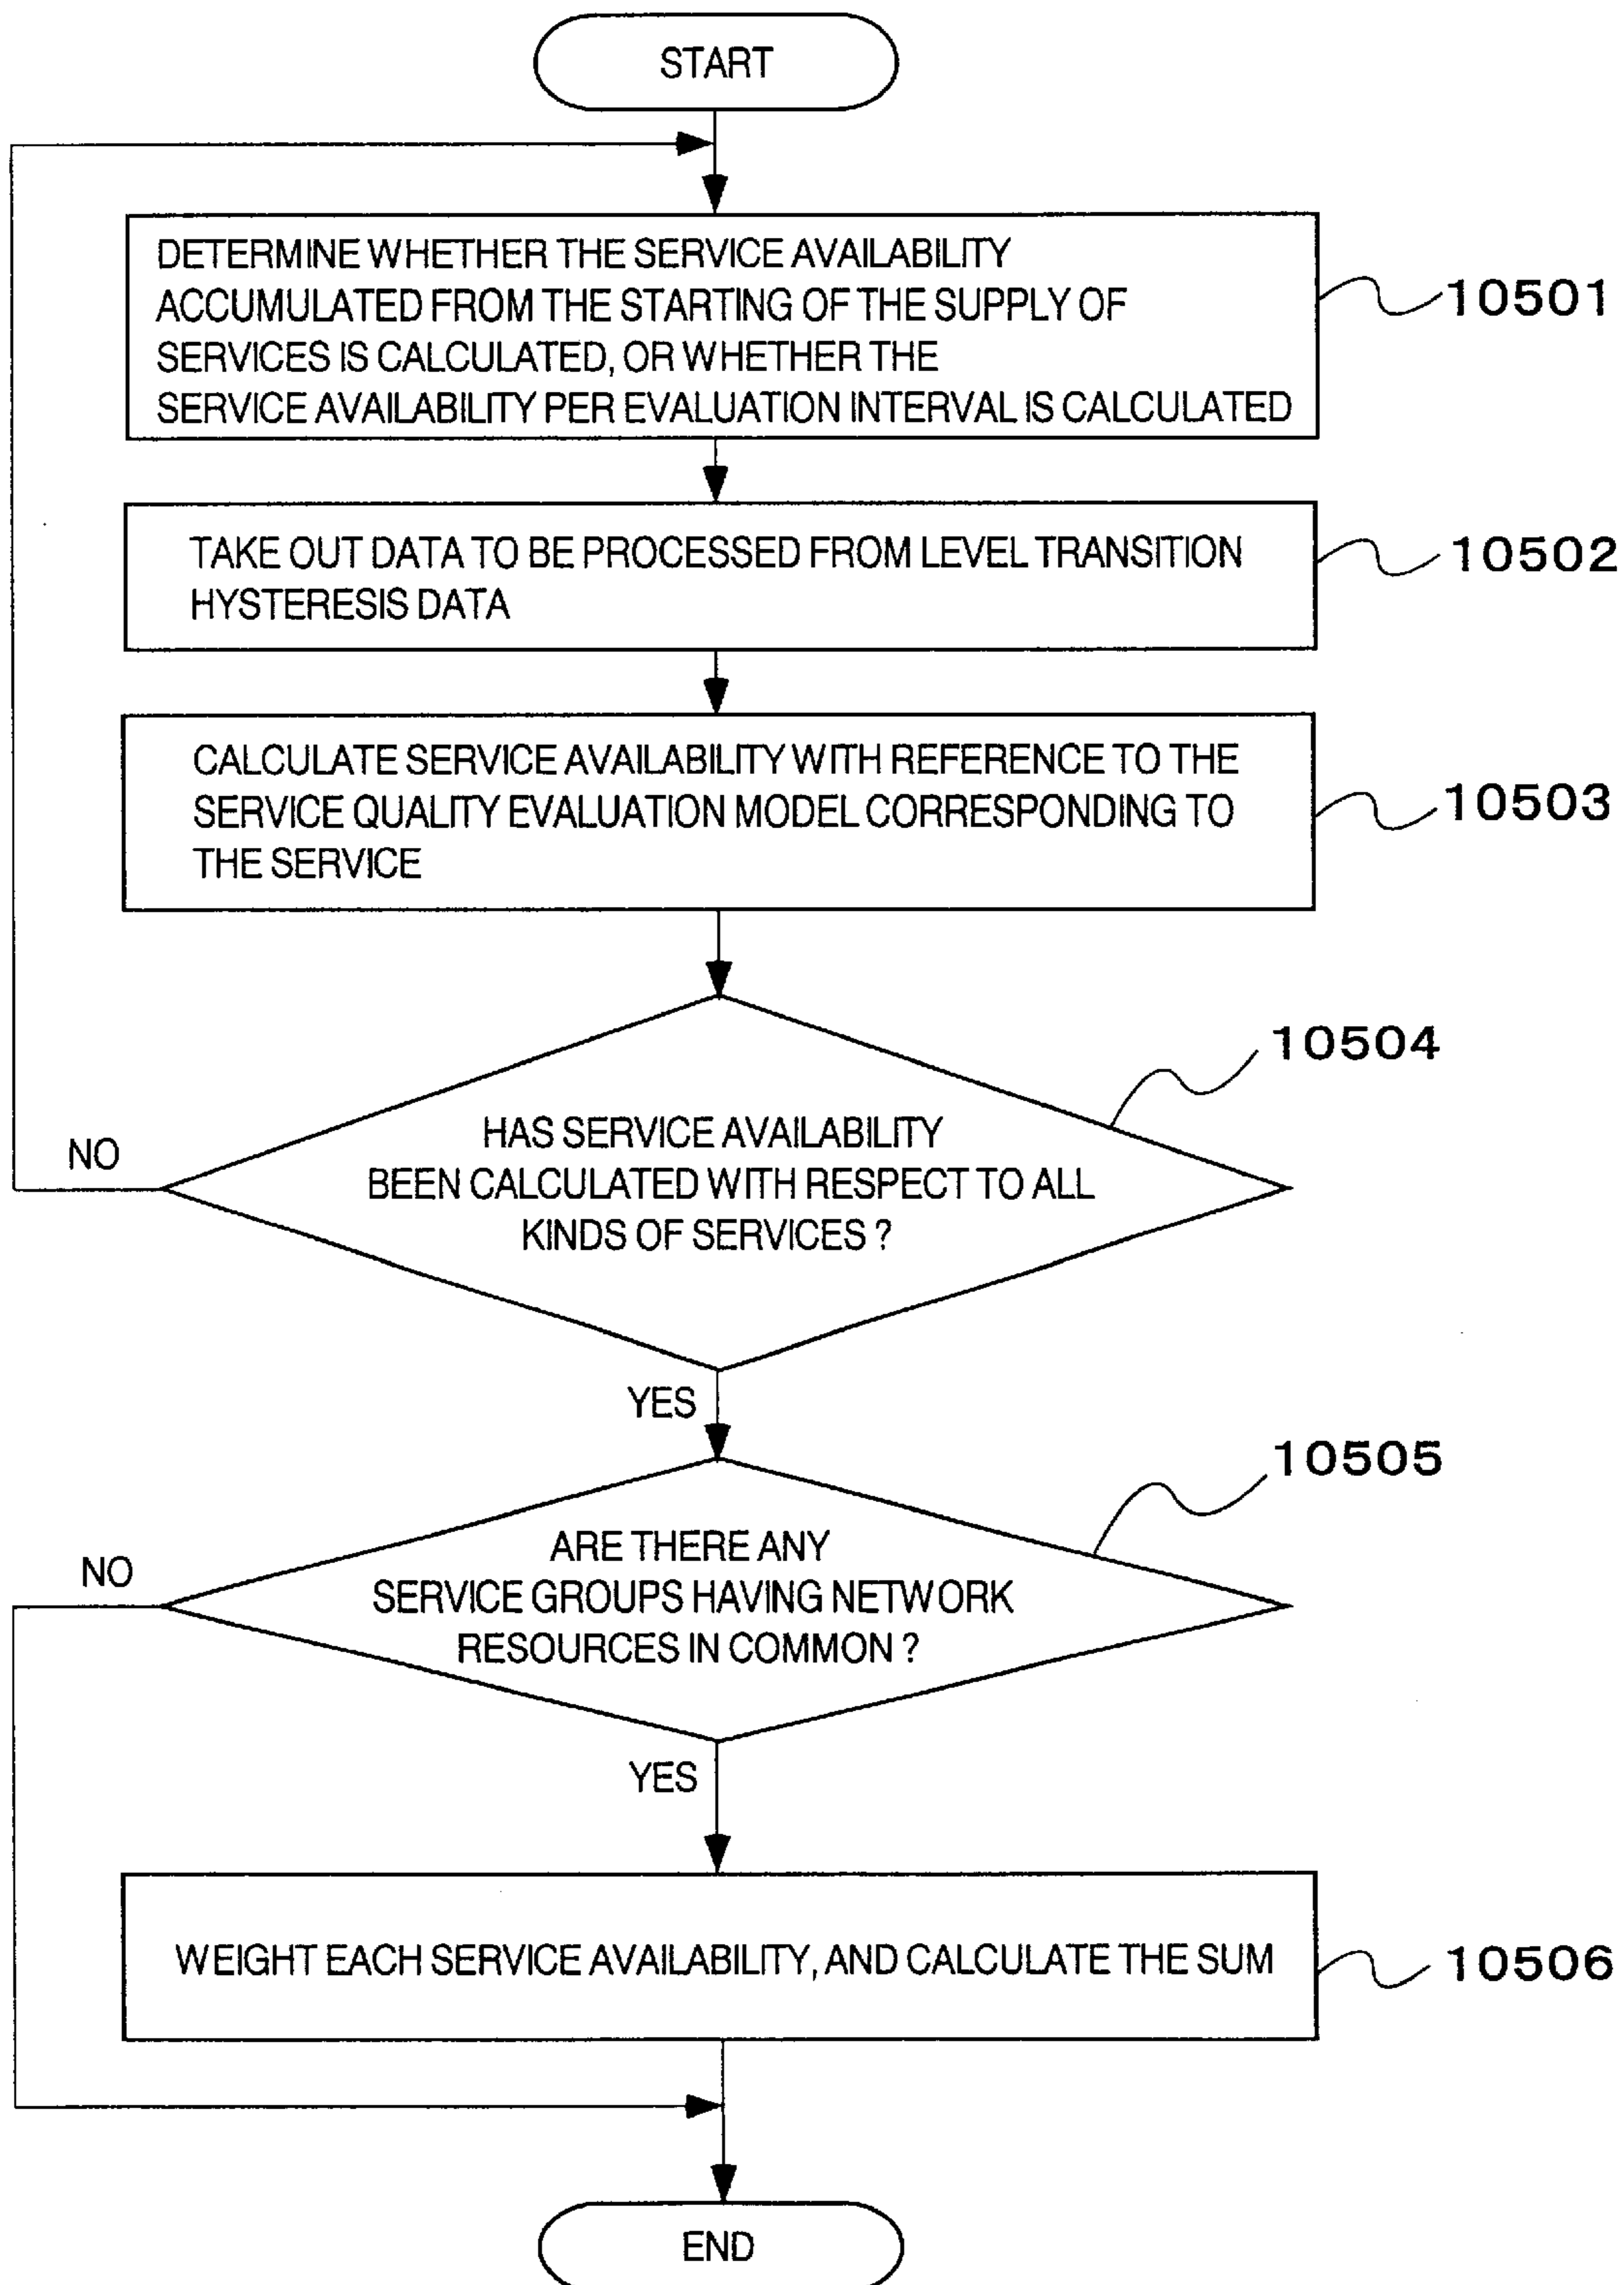 START
DETERMINE WHETHER THE SERVICE AVAILABILITY
ACCUMULATED FROM THE STARTING OF THE SUPPLY OF
SERVICES IS CALCULATED, OR WHETHER THE
SERVICE AVAILABILITY PER EVALUATION INTERVAL IS CALCULATED
10501
TAKE OUT DATA TO BE PROCESSED FROM LEVEL TRANSITION
HYSTERESIS DATA
10502
CALCULATE SERVICE AVAILABILITY WITH REFERENCE TO THE
SERVICE QUALITY EVALUATION MODEL CORRESPONDING TO
THE SERVICE
10503
10504
HAS SERVICE AVAILABILITY
BEEN CALCULATED WITH RESPECT TO ALL
KINDS OF SERVICES ?
NO
YES
10505
ARE THERE ANY
SERVICE GROUPS HAVING NETWORK
RESOURCES IN COMMON ?
NO
YES
WEIGHT EACH SERVICE AVAILABILITY, AND CALCULATE THE SUM
10506
END